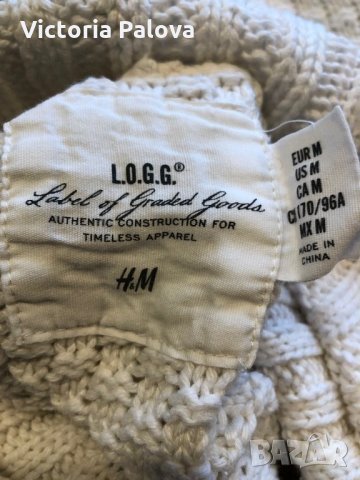 Victoria Palova
L.O.G.G.®
Label of Graded Goods
AUTHENTIC CONSTRUCTION FOR
TIMELESS APPAREL
H&M
EUR M
US M
CA M
CN 170/96A
MX M
MADE IN
CHINA
BAZAR